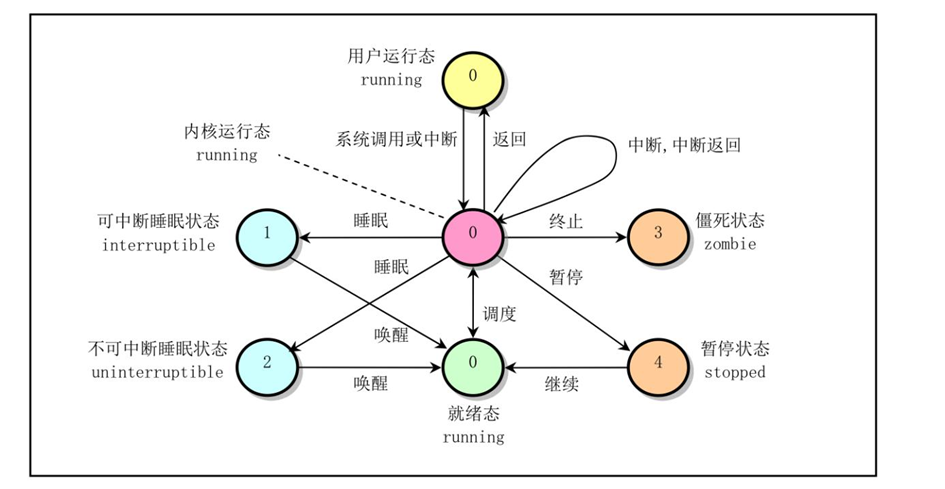 用户运行态
running
0
系统调用或中断
返回
中断,中断返回
内核运行态
running
可中断睡眠状态
interruptible
1
睡眠
0
终止
3
僵死状态
zombie
睡眠
暂停
唤醒
调度
不可中断睡眠状态
uninterruptible
2
唤醒
0
继续
4
暂停状态
stopped
就绪态
running